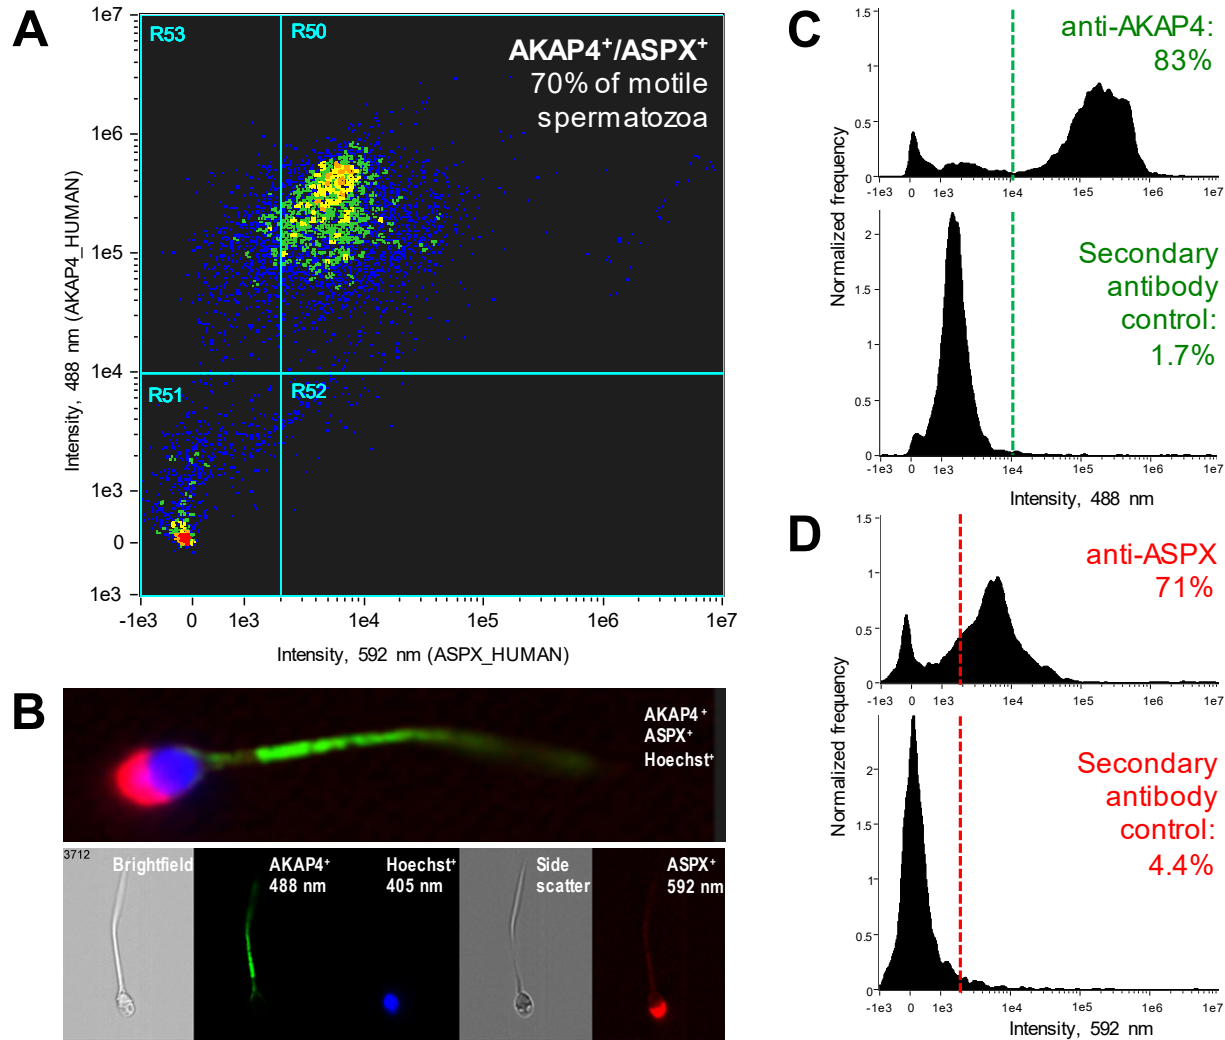 A
1e7
1e6
1e5
1e4
1e3
0
1e3
Intensity, 488 nm (AKAP4_HUMAN)
R53
R50
AKAP4+/ASPX+
70% of motile
spermatozoa
R51
R52
-1e3 0 1e3 1e4 1e5 1e6 1e7
Intensity, 592 nm (ASPX_HUMAN)
B
AKAP4+
ASPX+
Hoechst+
3712
Brightfield
AKAP4+
488 nm
Hoechst+
405 nm
Side
scatter
ASPX+
592 nm
C
Normalized frequency
1.5
1
0.5
0
anti-AKAP4:
83%
-1e3 0 1e3 1e4 1e5 1e6 1e7
2
1.5
1
0.5
0
Secondary
antibody
control:
1.7%
-1e3 0 1e3 1e4 1e5 1e6 1e7
Intensity, 488 nm
D
Normalized frequency
1.5
1
0.5
0
anti-ASPX
71%
-1e3 0 1e3 1e4 1e5 1e6 1e7
2
1.5
1
0.5
0
Secondary
antibody
control:
4.4%
-1e3 0 1e3 1e4 1e5 1e6 1e7
Intensity, 592 nm